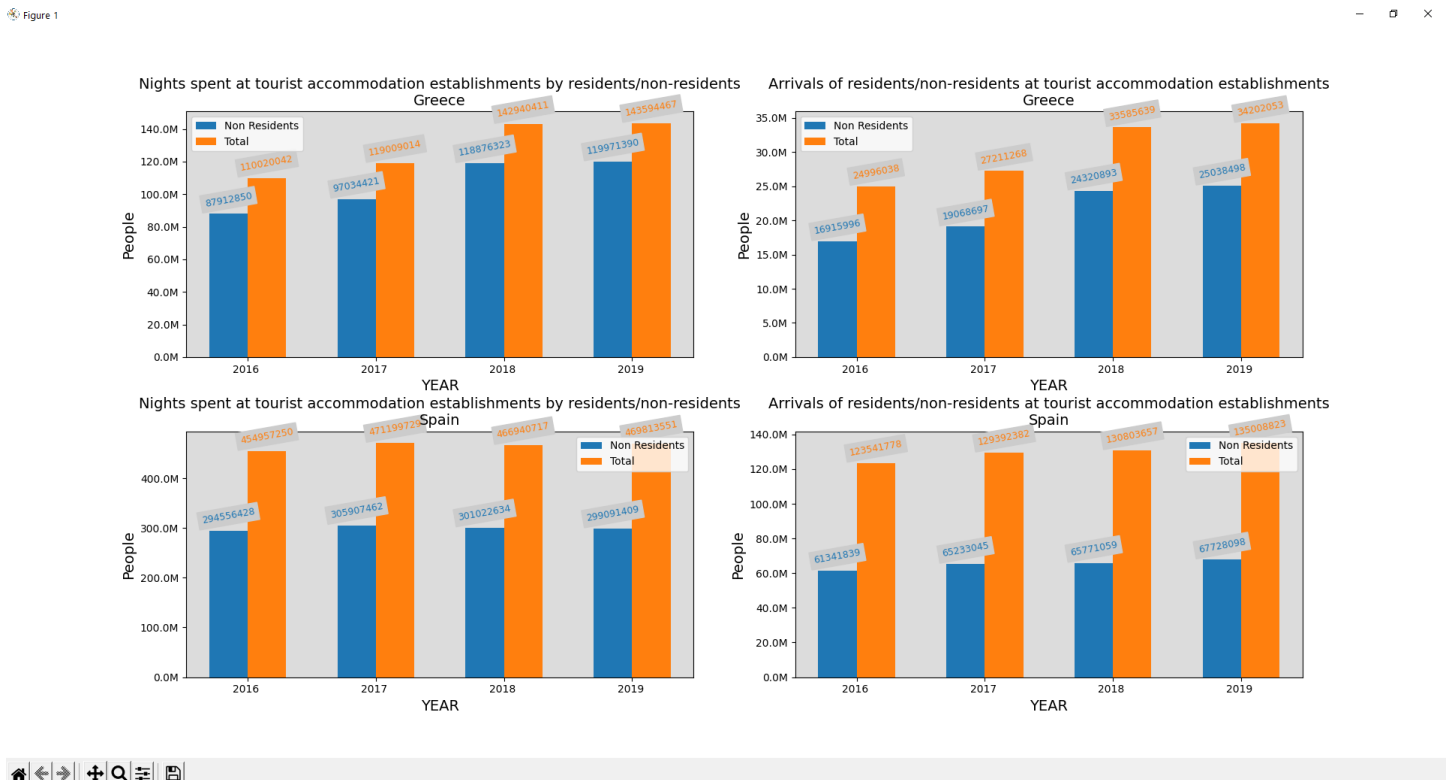 Figure 1
Nights spent at tourist accommodation establishments by residents/non-residents
Greece
Non Residents
Total
140.0M
120.0M
100.0M
80.0M
60.0M
40.0M
20.0M
0.0M
People
87912850
110020042
97034421
119009014
118876323
142940411
119971390
143594467
2016
2017
2018
2019
YEAR
Arrivals of residents/non-residents at tourist accommodation establishments
Greece
Non Residents
Total
35.0M
30.0M
25.0M
20.0M
15.0M
10.0M
5.0M
0.0M
People
16915996
24996038
19068697
27211268
24320893
33585639
25038498
34202053
2016
2017
2018
2019
YEAR
Nights spent at tourist accommodation establishments by residents/non-residents
Spain
Non Residents
Total
400.0M
300.0M
200.0M
100.0M
0.0M
People
294556428
454957250
305907462
471199729
301022634
466940717
299091409
469813551
2016
2017
2018
2019
YEAR
Arrivals of residents/non-residents at tourist accommodation establishments
Spain
Non Residents
Total
140.0M
120.0M
100.0M
80.0M
60.0M
40.0M
20.0M
0.0M
People
61341839
123541778
65233045
129392382
65771059
130803657
67728098
135008823
2016
2017
2018
2019
YEAR